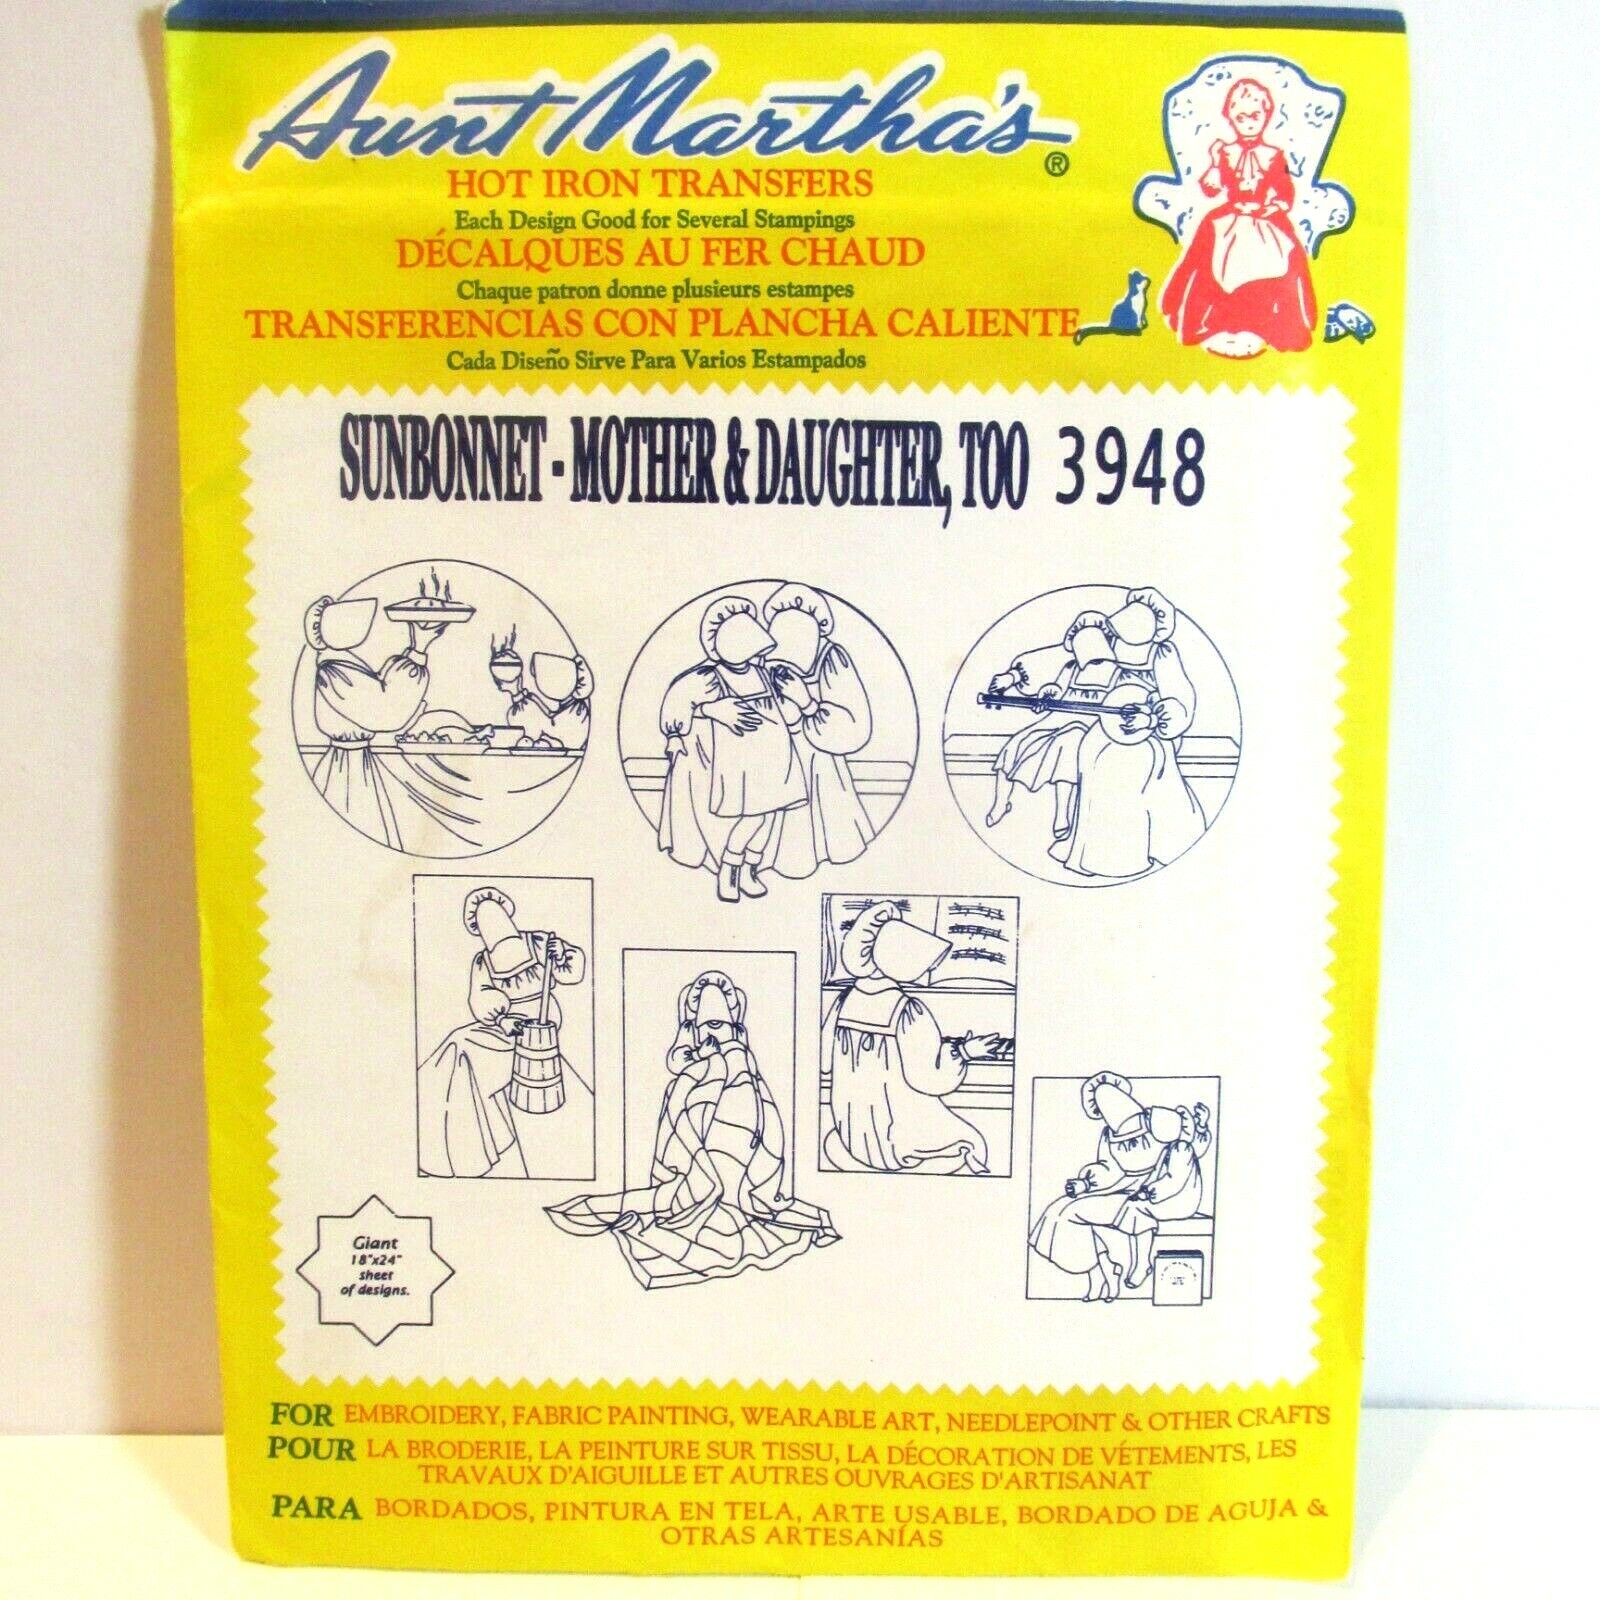 Aunt Martha's®
HOT IRON TRANSFERS
Each Design Good for Several Stampings
DÉCALQUES AU FER CHAUD
Chaque patron donne plusieurs estampes
TRANSFERENCIAS CON PLANCHA CALIENTE
Cada Diseño Sirve Para Varios Estampados
SUNBONNET - MOTHER & DAUGHTER, TOO 3948
Giant
18"x24"
sheet
of designs.
FOR EMBROIDERY, FABRIC PAINTING, WEARABLE ART, NEEDLEPOINT & OTHER CRAFTS
POUR LA BRODERIE, LA PEINTURE SUR TISSU, LA DÉCORATION DE VÉTEMENTS, LES
TRAVAUX D'AIGUILLE ET AUTRES OUVRAGES D'ARTISANAT
PARA BORDADOS, PINTURA EN TELA, ARTE USABLE, BORDADO DE AGUJA &
OTRAS ARTESANÍAS